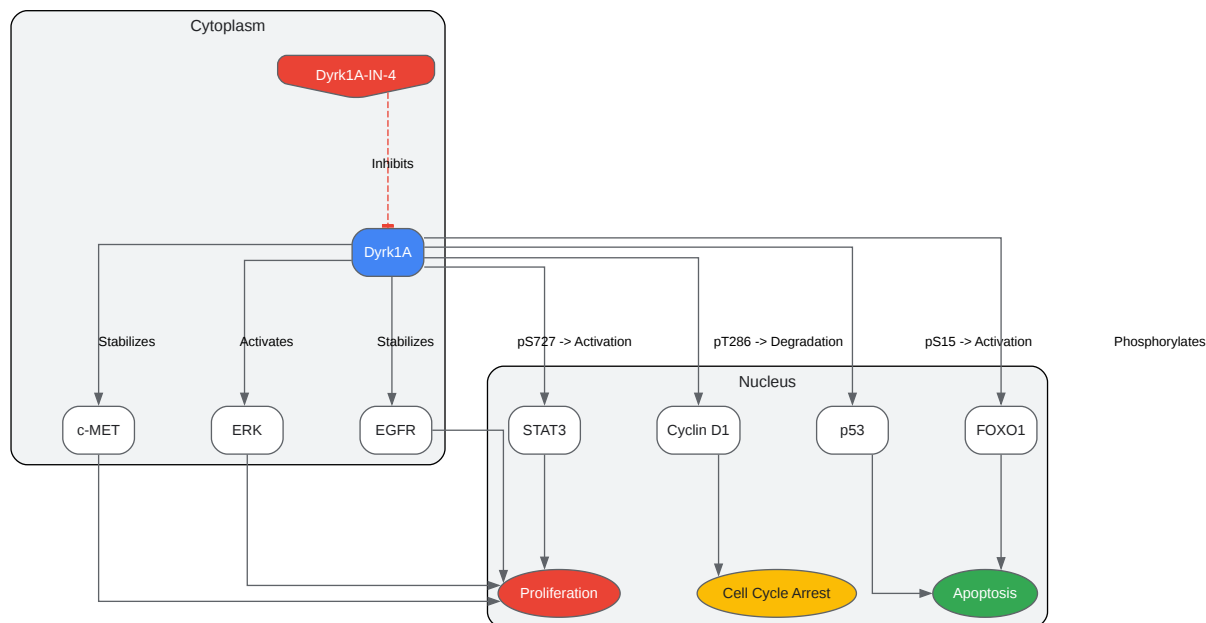 Cytoplasm
Dyrk1A-IN-4
Inhibits
Dyrk1A
Stabilizes
Activates
Stabilizes
pS727 -> Activation
pT286 -> Degradation
pS15 -> Activation
Phosphorylates
Nucleus
c-MET
ERK
EGFR
STAT3
Cyclin D1
p53
FOXO1
Proliferation
Cell Cycle Arrest
Apoptosis